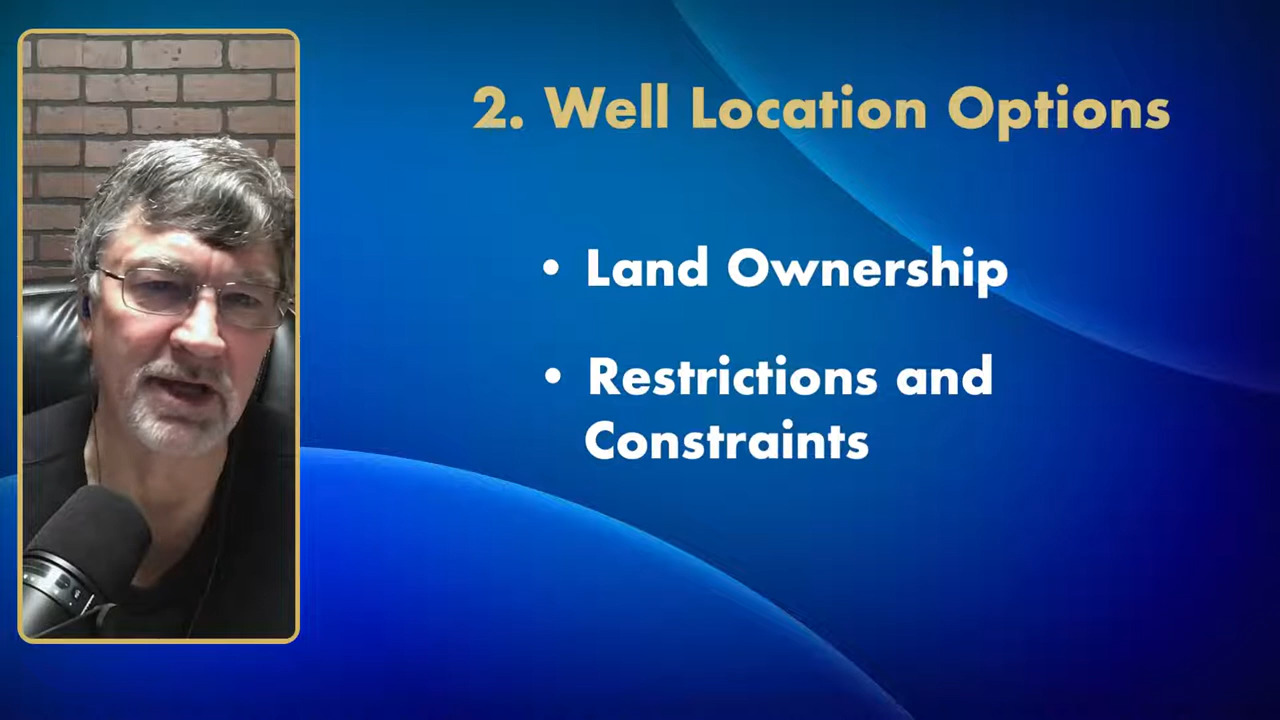 2. Well Location Options
• Land Ownership
• Restrictions and
Constraints